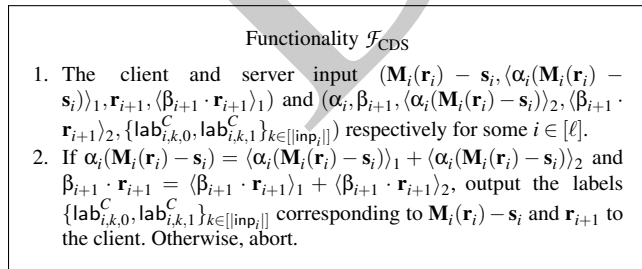 Functionality 𝓕_CDS
1. The client and server input (M_i(r_i) − s_i, ⟨α_i(M_i(r_i) −
s_i)⟩_1, r_{i+1}, ⟨β_{i+1} · r_{i+1}⟩_1) and (α_i, β_{i+1}, ⟨α_i(M_i(r_i) − s_i)⟩_2, ⟨β_{i+1} ·
r_{i+1}⟩_2, {lab^C_{i,k,0}, lab^C_{i,k,1}}_{k∈[|inp_i|]}) respectively for some i ∈ [ℓ].
2. If α_i(M_i(r_i) − s_i) = ⟨α_i(M_i(r_i) − s_i)⟩_1 + ⟨α_i(M_i(r_i) − s_i)⟩_2 and
β_{i+1} · r_{i+1} = ⟨β_{i+1} · r_{i+1}⟩_1 + ⟨β_{i+1} · r_{i+1}⟩_2, output the labels
{lab^C_{i,k,0}, lab^C_{i,k,1}}_{k∈[|inp_i|]} corresponding to M_i(r_i) − s_i and r_{i+1} to
the client. Otherwise, abort.